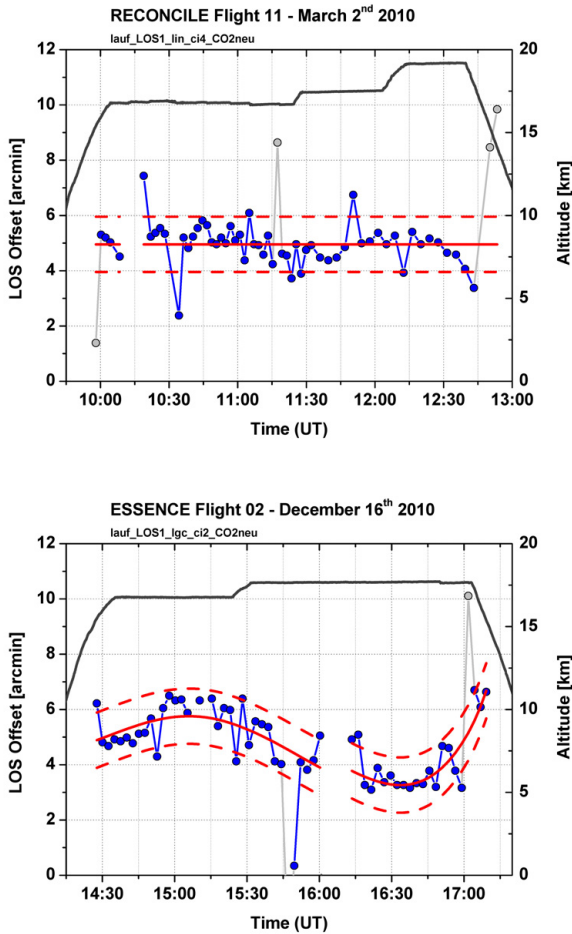 RECONCILE Flight 11 - March 2nd 2010
lauf_LOS1_lin_ci4_CO2neu
12
10
8
6
4
2
0
LOS Offset [arcmin]
20
15
10
5
0
Altitude [km]
10:00 10:30 11:00 11:30 12:00 12:30 13:00
Time (UT)
ESSENCE Flight 02 - December 16th 2010
lauf_LOS1_lgc_ci2_CO2neu
12
10
8
6
4
2
0
LOS Offset [arcmin]
20
15
10
5
0
Altitude [km]
14:30 15:00 15:30 16:00 16:30 17:00
Time (UT)